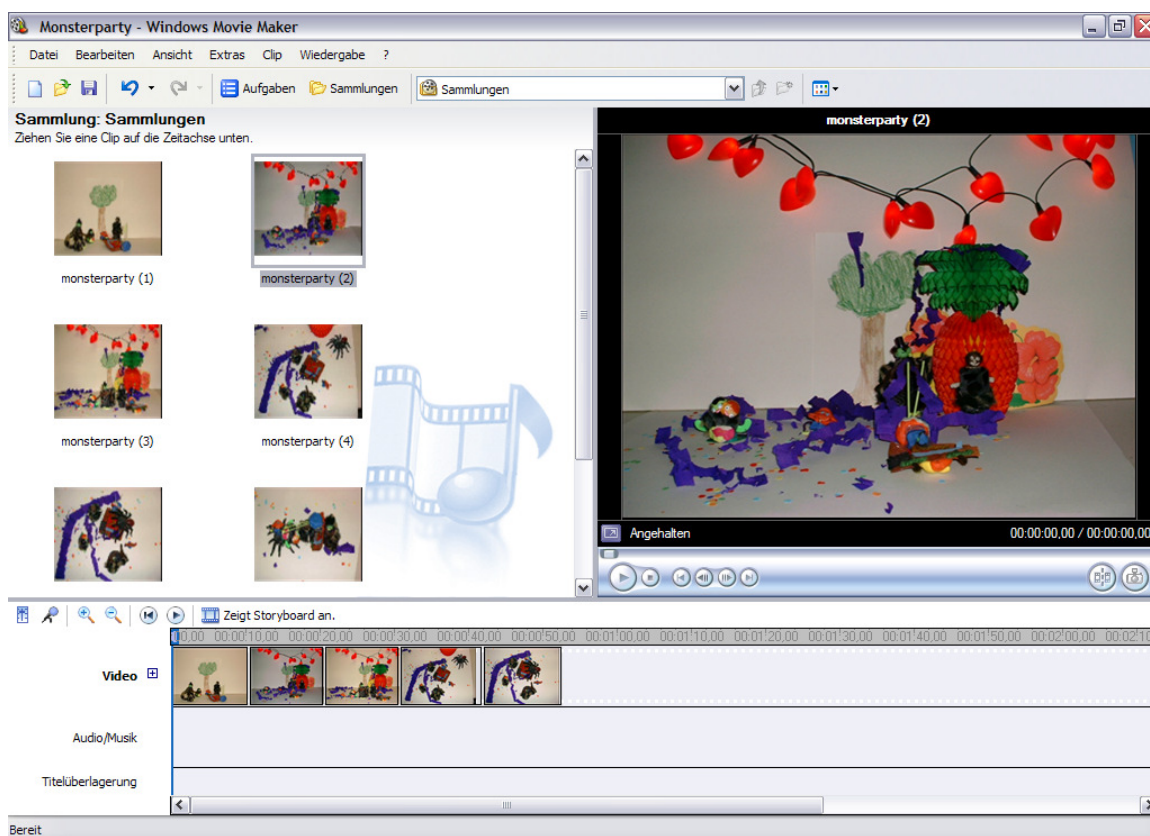 Monsterparty - Windows Movie Maker
Datei Bearbeiten Ansicht Extras Clip Wiedergabe ?
Aufgaben Sammlungen Sammlungen
Sammlung: Sammlungen
Ziehen Sie eine Clip auf die Zeitachse unten.
monsterparty (1) monsterparty (2)
monsterparty (3) monsterparty (4)
monsterparty (2)
Angehalten 00:00:00,00 / 00:00:00,00
Zeigt Storyboard an.
0,00 00:00:10,00 00:00:20,00 00:00:30,00 00:00:40,00 00:00:50,00 00:01:00,00 00:01:10,00 00:01:20,00 00:01:30,00 00:01:40,00 00:01:50,00 00:02:00,00 00:02:10
Video
Audio/Musik
Titelüberlagerung
Bereit